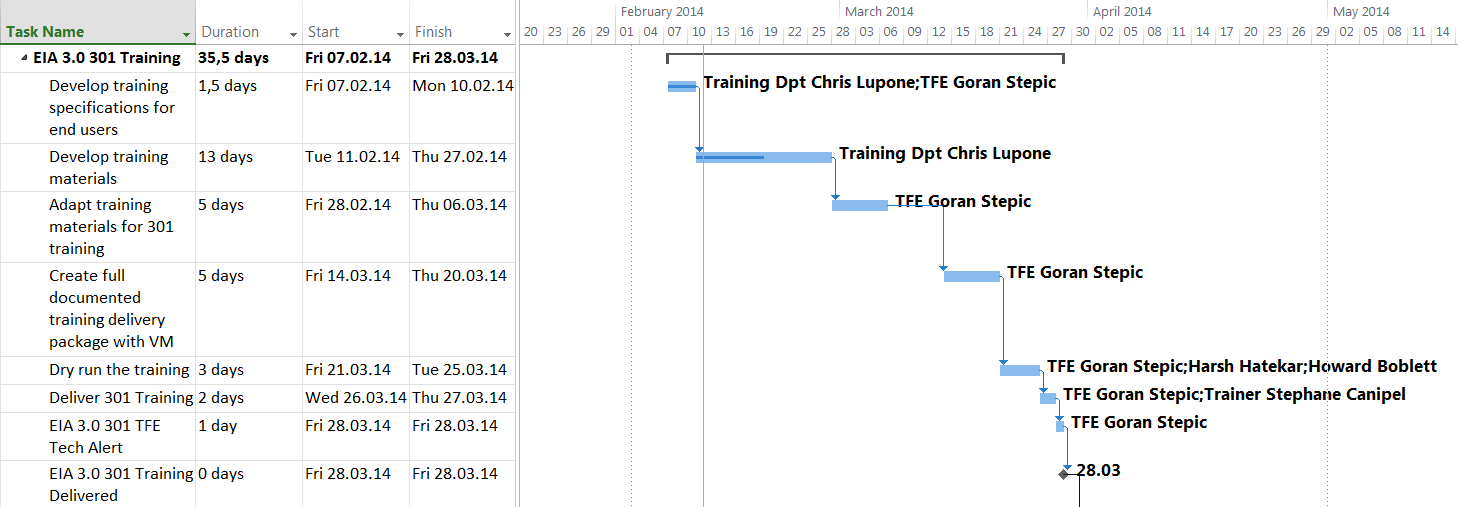 February 2014 March 2014 April 2014 May 2014
Task Name Duration Start Finish 20 23 26 29 01 04 07 10 13 16 19 22 25 28 03 06 09 12 15 18 21 24 27 30 02 05 08 11 14 17 20 23 26 29 02 05 08 11 14
EIA 3.0 301 Training 35,5 days Fri 07.02.14 Fri 28.03.14
Develop training 1,5 days Fri 07.02.14 Mon 10.02.14 Training Dpt Chris Lupone;TFE Goran Stepic
specifications for
end users
Develop training 13 days Tue 11.02.14 Thu 27.02.14 Training Dpt Chris Lupone
materials
Adapt training 5 days Fri 28.02.14 Thu 06.03.14 TFE Goran Stepic
materials for 301
training
Create full 5 days Fri 14.03.14 Thu 20.03.14 TFE Goran Stepic
documented
training delivery
package with VM
Dry run the training 3 days Fri 21.03.14 Tue 25.03.14 TFE Goran Stepic;Harsh Hatekar;Howard Boblett
Deliver 301 Training 2 days Wed 26.03.14 Thu 27.03.14 TFE Goran Stepic;Trainer Stephane Canipel
EIA 3.0 301 TFE 1 day Fri 28.03.14 Fri 28.03.14 TFE Goran Stepic
Tech Alert
EIA 3.0 301 Training 0 days Fri 28.03.14 Fri 28.03.14 28.03
Delivered